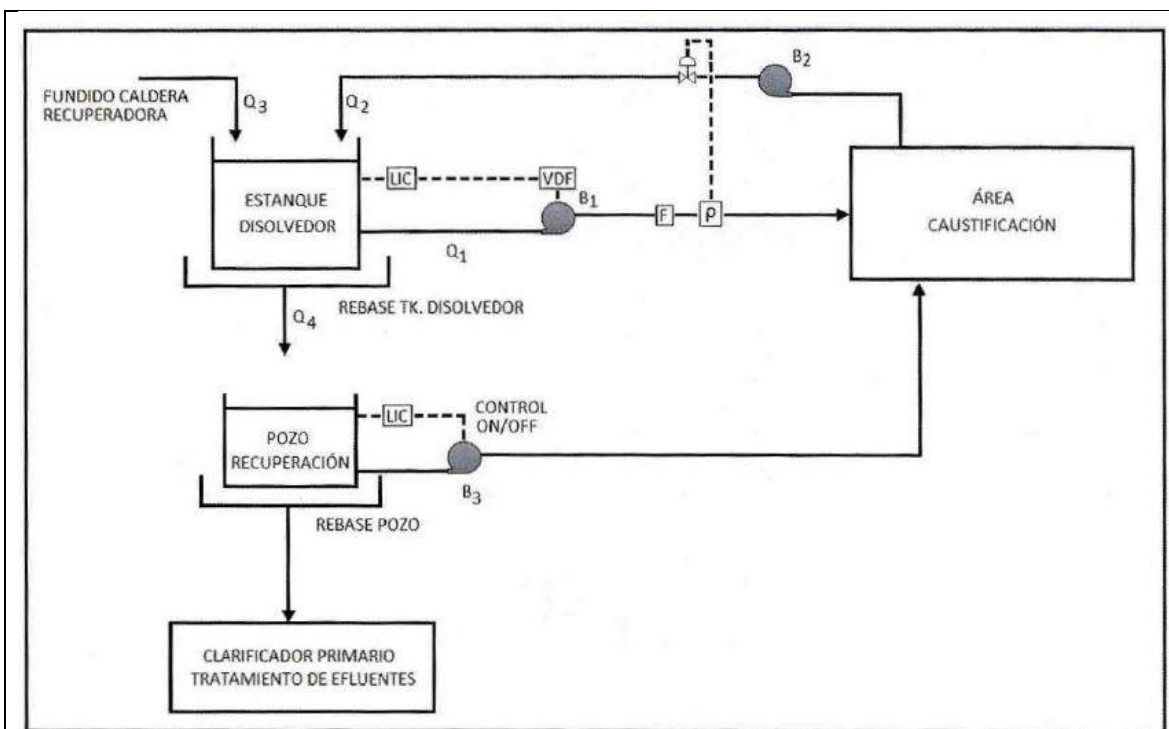 B2
FUNDIDO CALDERA
RECUPERADORA
Q3
Q2
LIC
VDF
B1
ESTANQUE
DISOLVEDOR
F
ρ
ÁREA
CAUSTIFICACIÓN
Q1
REBASE TK. DISOLVEDOR
Q4
LIC
CONTROL
ON/OFF
POZO
RECUPERACIÓN
B3
REBASE POZO
CLARIFICADOR PRIMARIO
TRATAMIENTO DE EFLUENTES